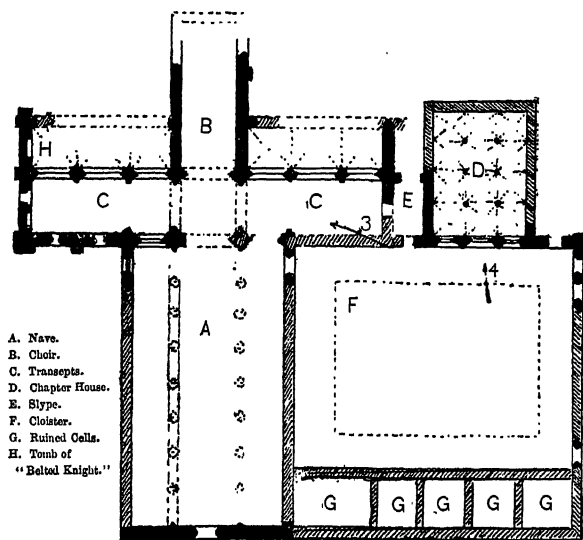 B
H
D
C
C
E
3
4
A
F
A. Nave.
B. Choir.
C. Transepts.
D. Chapter House.
E. Slype.
F. Cloister.
G. Ruined Cells.
H. Tomb of
"Belted Knight."
G G G G G